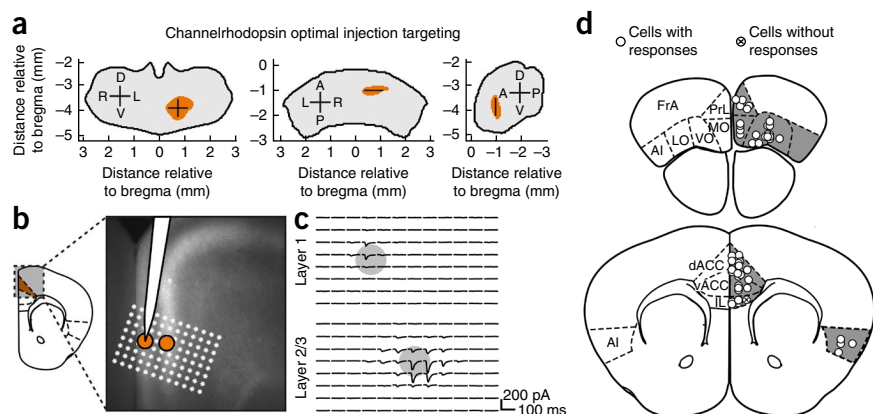 a
Channelrhodopsin optimal injection targeting
Distance relative
to bregma (mm)
−2
−3
−4
−5
D
R L
V
3 2 1 0 1 2 3
Distance relative
to bregma (mm)
0
−1
−2
−3
A
L R
P
3 2 1 0 1 2 3
Distance relative
to bregma (mm)
−2
−3
−4
−5
D
A P
V
0 −1 −2 −3
Distance relative
to bregma (mm)
b
c
Layer 1
Layer 2/3
200 pA
100 ms
d
Cells with
responses
Cells without
responses
FrA
PrL
MO
VO
LO
AI
dACC
vACC
IL
AI